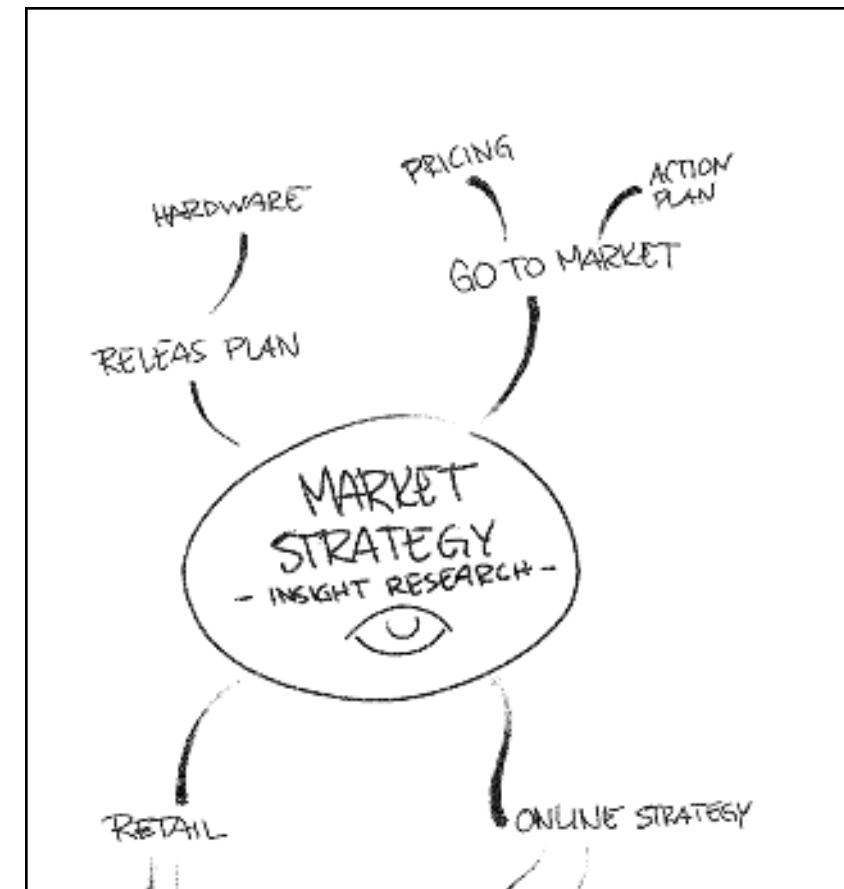 PRICING
ACTION
PLAN
HARDWARE
GO TO MARKET
RELEAS PLAN
MARKET
STRATEGY
- INSIGHT RESEARCH -
RETAIL
ONLINE STRATEGY